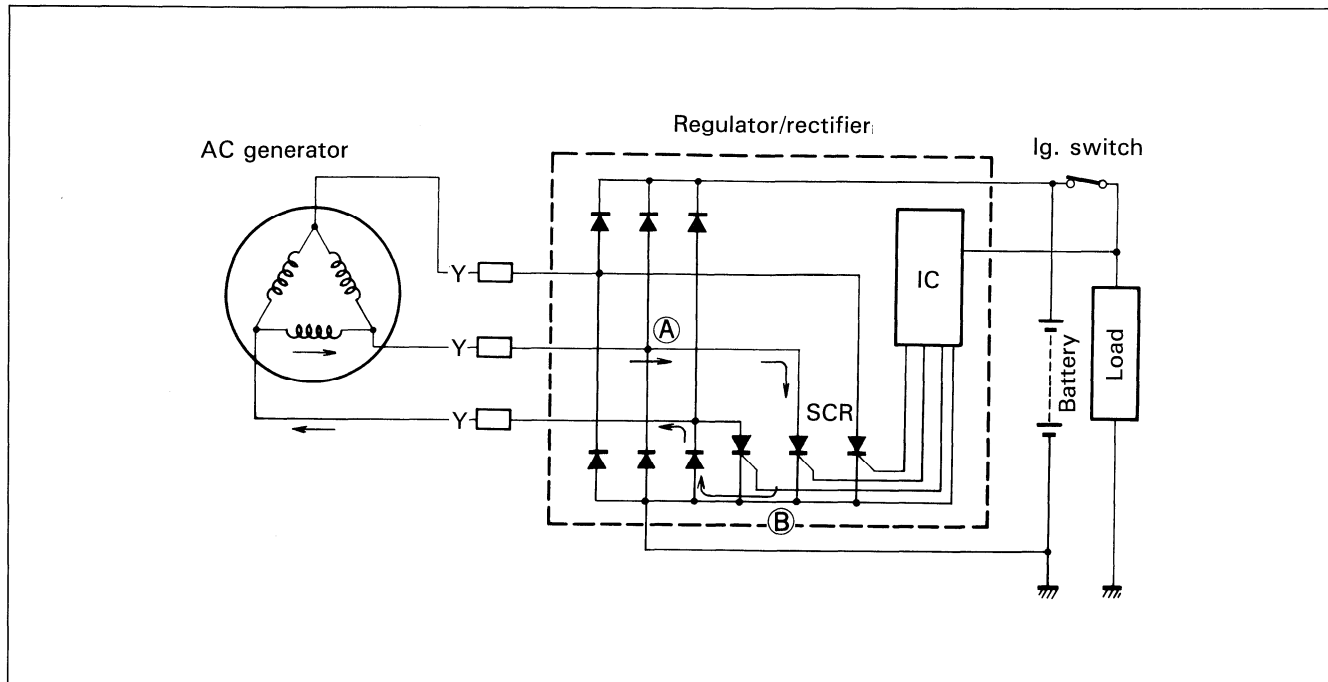 Regulator/rectifier
AC generator
Ig. switch
Y
IC
A
Y
Load
Battery
SCR
Y
B